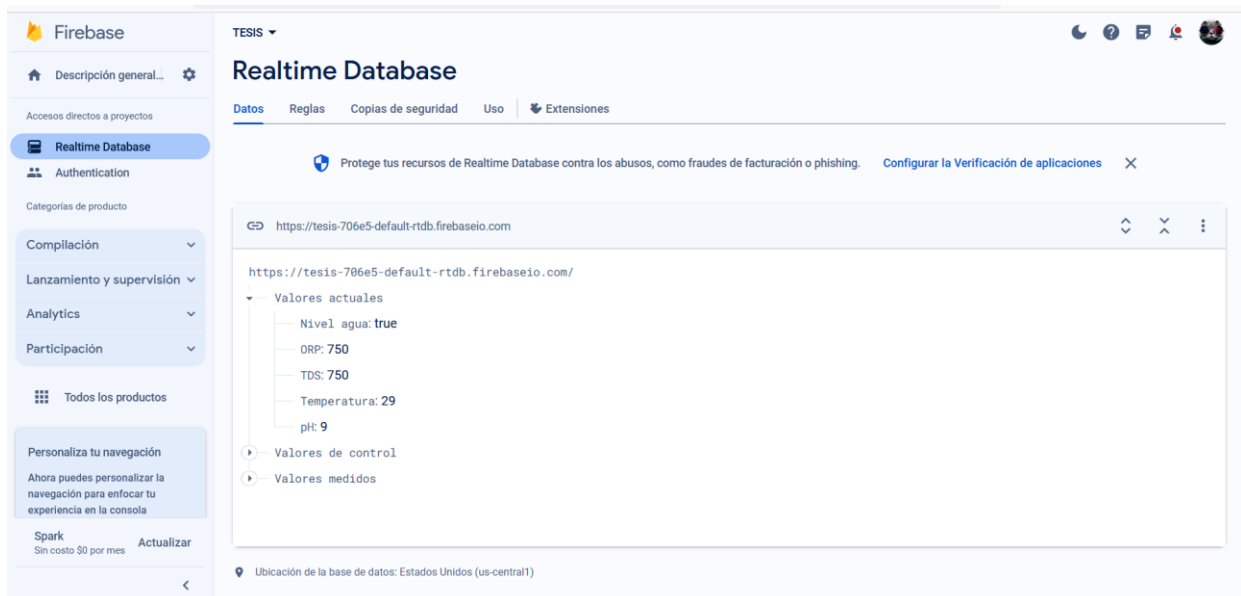 Firebase
Descripción general...
Accesos directos a proyectos
Realtime Database
Authentication
Categorías de producto
Compilación
Lanzamiento y supervisión
Analytics
Participación
Todos los productos
Personaliza tu navegación
Ahora puedes personalizar la
navegación para enfocar tu
experiencia en la consola
Spark
Sin costo $0 por mes
Actualizar
TESIS
Realtime Database
Datos Reglas Copias de seguridad Uso Extensiones
Protege tus recursos de Realtime Database contra los abusos, como fraudes de facturación o phishing. Configurar la Verificación de aplicaciones
https://tesis-706e5-default-rtdb.firebaseio.com
https://tesis-706e5-default-rtdb.firebaseio.com/
Valores actuales
Nivel agua: true
ORP: 750
TDS: 750
Temperatura: 29
pH: 9
Valores de control
Valores medidos
Ubicación de la base de datos: Estados Unidos (us-central1)